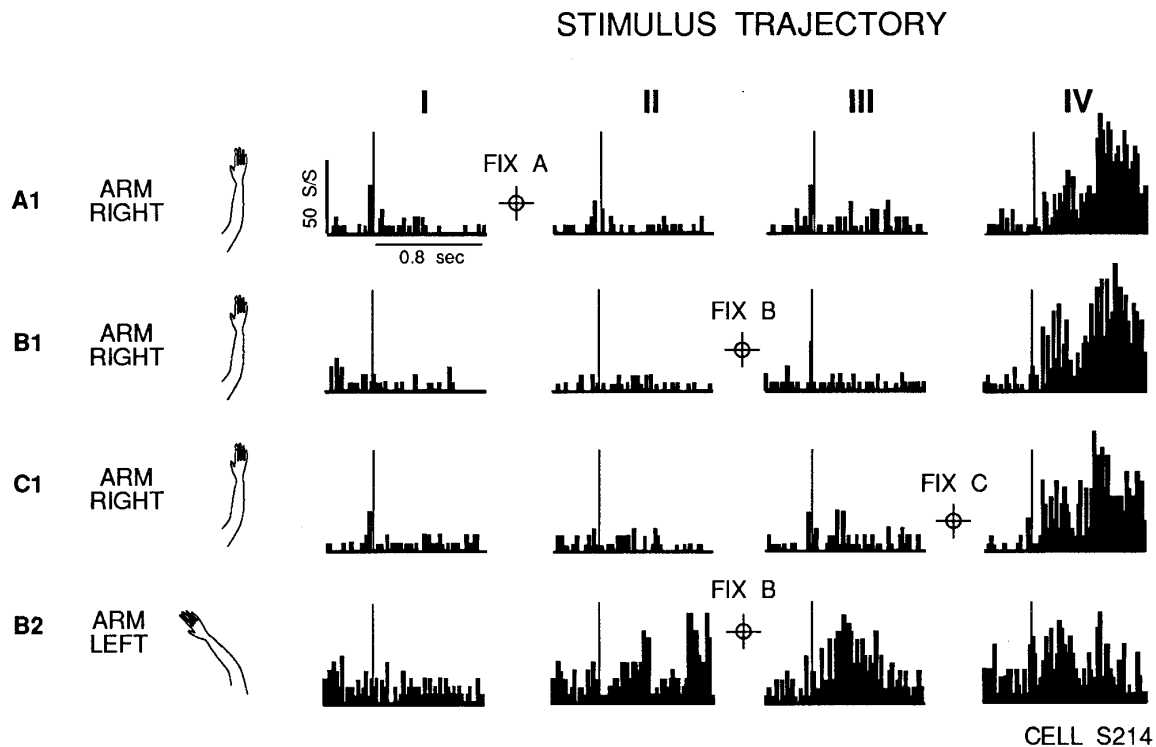 STIMULUS TRAJECTORY
I II III IV
A1 ARM RIGHT
50 S/S
FIX A
0.8 sec
B1 ARM RIGHT
FIX B
C1 ARM RIGHT
FIX C
B2 ARM LEFT
FIX B
CELL S214